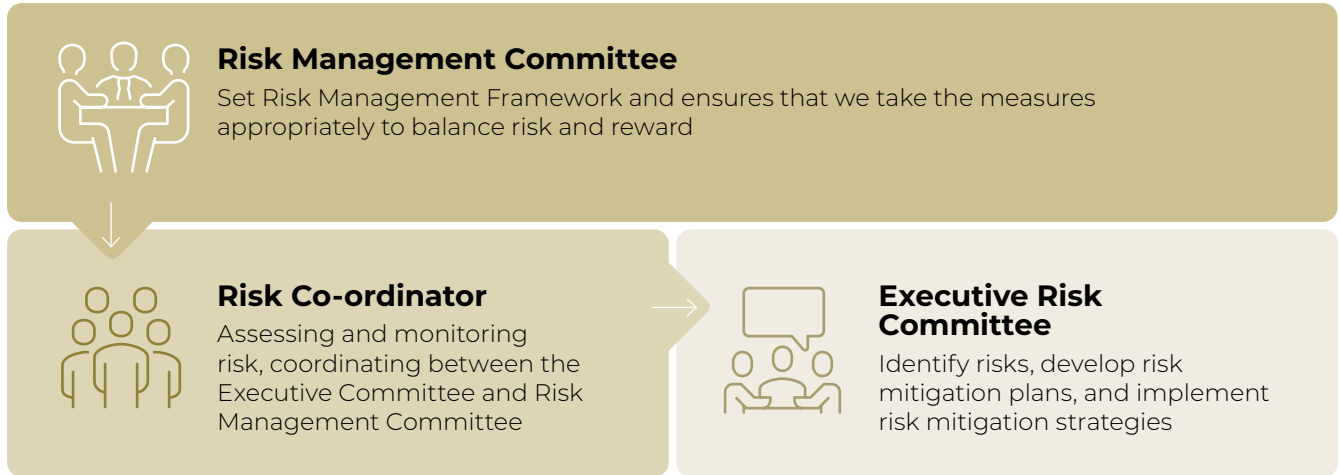 Risk Management Committee
Set Risk Management Framework and ensures that we take the measures
appropriately to balance risk and reward
Risk Co-ordinator
Assessing and monitoring
risk, coordinating between the
Executive Committee and Risk
Management Committee
Executive Risk
Committee
Identify risks, develop risk
mitigation plans, and implement
risk mitigation strategies